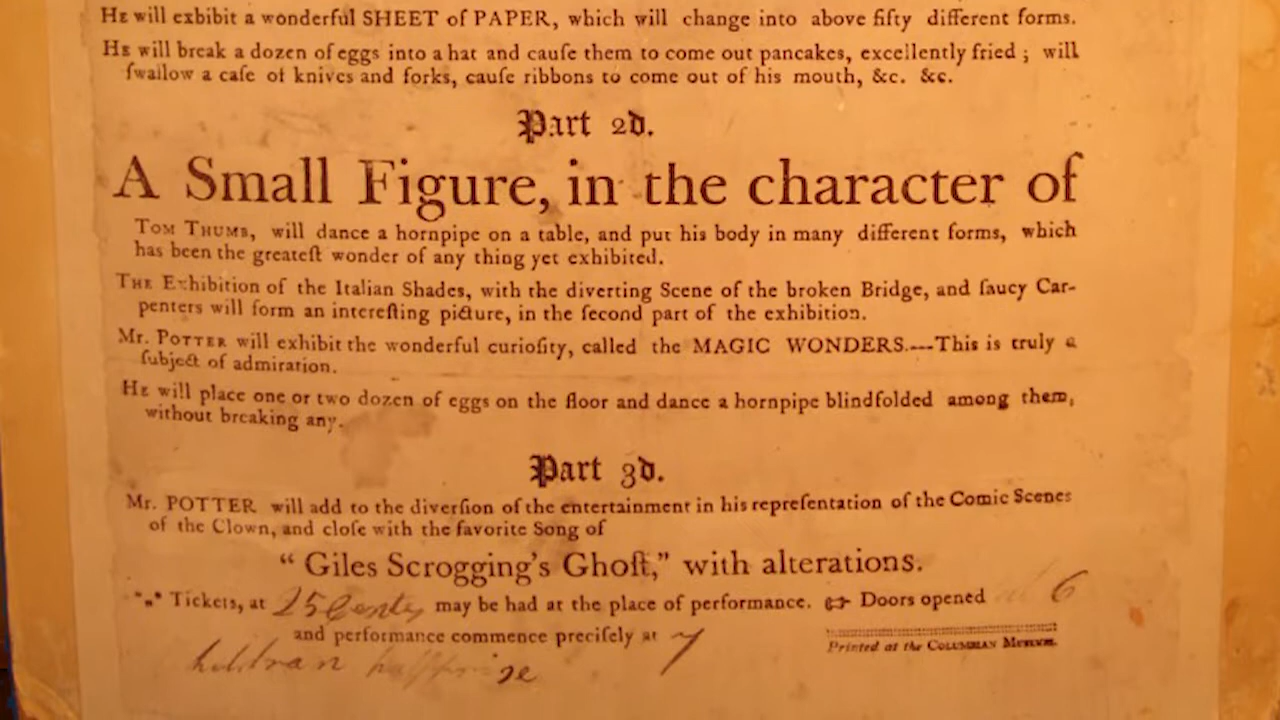 He will exhibit a wonderful SHEET of PAPER, which will change into above fifty different forms.
He will break a dozen of eggs into a hat and cauſe them to come out pancakes, excellently fried ; will
ſwallow a caſe of knives and forks, cauſe ribbons to come out of his mouth, &c. &c.
Part 2d.
A Small Figure, in the character of
Tom Thumb, will dance a hornpipe on a table, and put his body in many different forms, which
has been the greateſt wonder of any thing yet exhibited.
The Exhibition of the Italian Shades, with the diverting Scene of the broken Bridge, and ſaucy Car-
penters will form an intereſting picture, in the ſecond part of the exhibition.
Mr. Potter will exhibit the wonderful curioſity, called the MAGIC WONDERS.---This is truly a
ſubject of admiration.
He will place one or two dozen of eggs on the floor and dance a hornpipe blindfolded among them,
without breaking any.
Part 3d.
Mr. POTTER will add to the diverſion of the entertainment in his repreſentation of the Comic Scenes
of the Clown, and cloſe with the favorite Song of
“ Giles Scrogging’s Ghoſt,” with alterations.
Tickets, at 25 Cents may be had at the place of performance. ☞ Doors opened at 6
and performance commence preciſely at 7
Printed at the Columbian Museum.